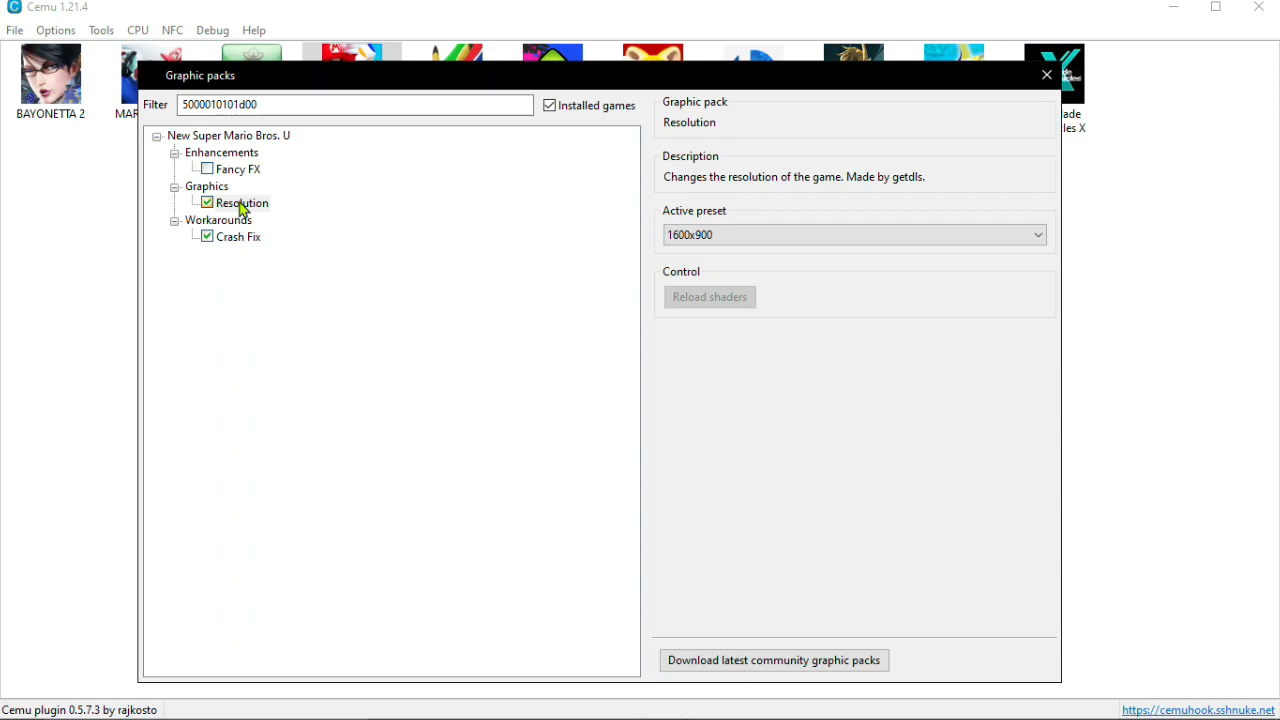 Cemu 1.21.4
File Options Tools CPU NFC Debug Help
BAYONETTA 2
MAR
lade
les X
Graphic packs
Filter 5000010101d00 Installed games
New Super Mario Bros. U
Enhancements
Fancy FX
Graphics
Resolution
Workarounds
Crash Fix
Graphic pack
Resolution
Description
Changes the resolution of the game. Made by getdls.
Active preset
1600x900
Control
Reload shaders
Download latest community graphic packs
Cemu plugin 0.5.7.3 by rajkosto
https://cemuhook.sshnuke.net